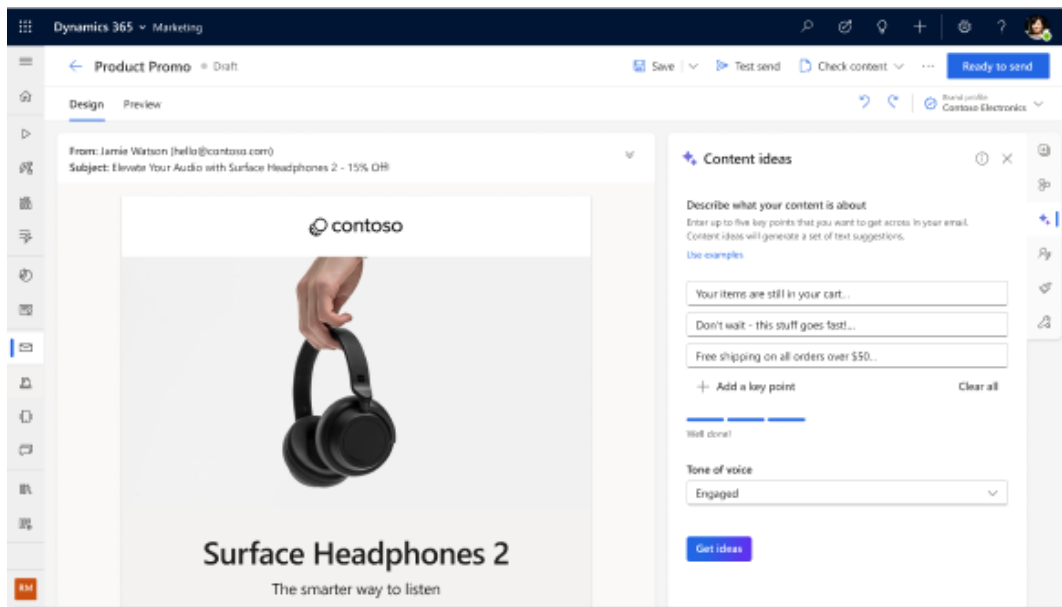 Dynamics 365 Marketing
Product Promo Draft
Save
Test send
Check content
Ready to send
Design
Preview
Brand profile
Contoso Electronics
From: Jamie Watson (hello@contoso.com)
Subject: Elevate Your Audio with Surface Headphones 2 - 15% Off!
contoso
Surface Headphones 2
The smarter way to listen
Content ideas
Describe what your content is about
Enter up to five key points that you want to get across in your email.
Content ideas will generate a set of text suggestions.
Use examples
Your items are still in your cart...
Don't wait - this stuff goes fast!...
Free shipping on all orders over $50...
Add a key point
Clear all
Well done!
Tone of voice
Engaged
Get ideas
RM